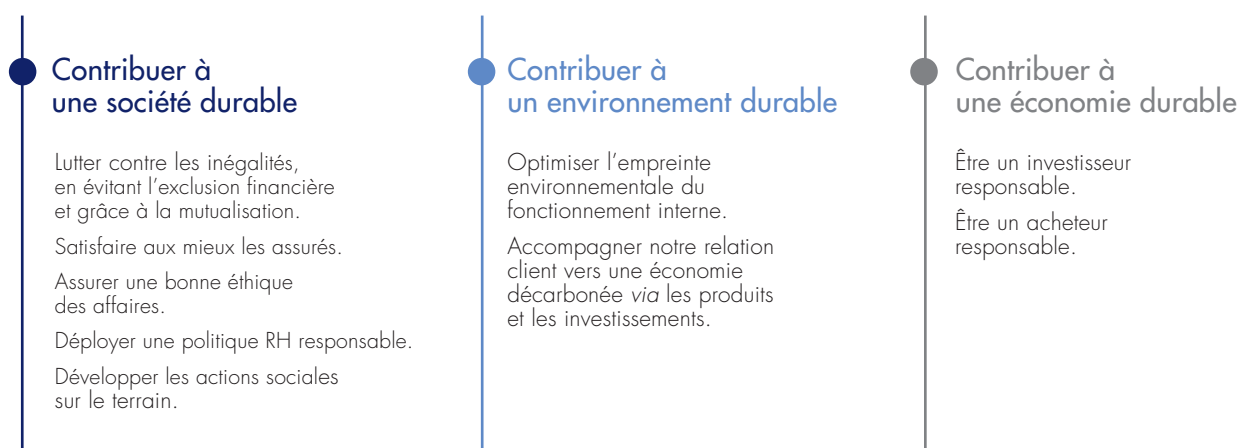 Contribuer à
une société durable
Lutter contre les inégalités,
en évitant l'exclusion financière
et grâce à la mutualisation.
Satisfaire aux mieux les assurés.
Assurer une bonne éthique
des affaires.
Déployer une politique RH responsable.
Développer les actions sociales
sur le terrain.
Contribuer à
un environnement durable
Optimiser l'empreinte
environnementale du
fonctionnement interne.
Accompagner notre relation
client vers une économie
décarbonée via les produits
et les investissements.
Contribuer à
une économie durable
Être un investisseur
responsable.
Être un acheteur
responsable.